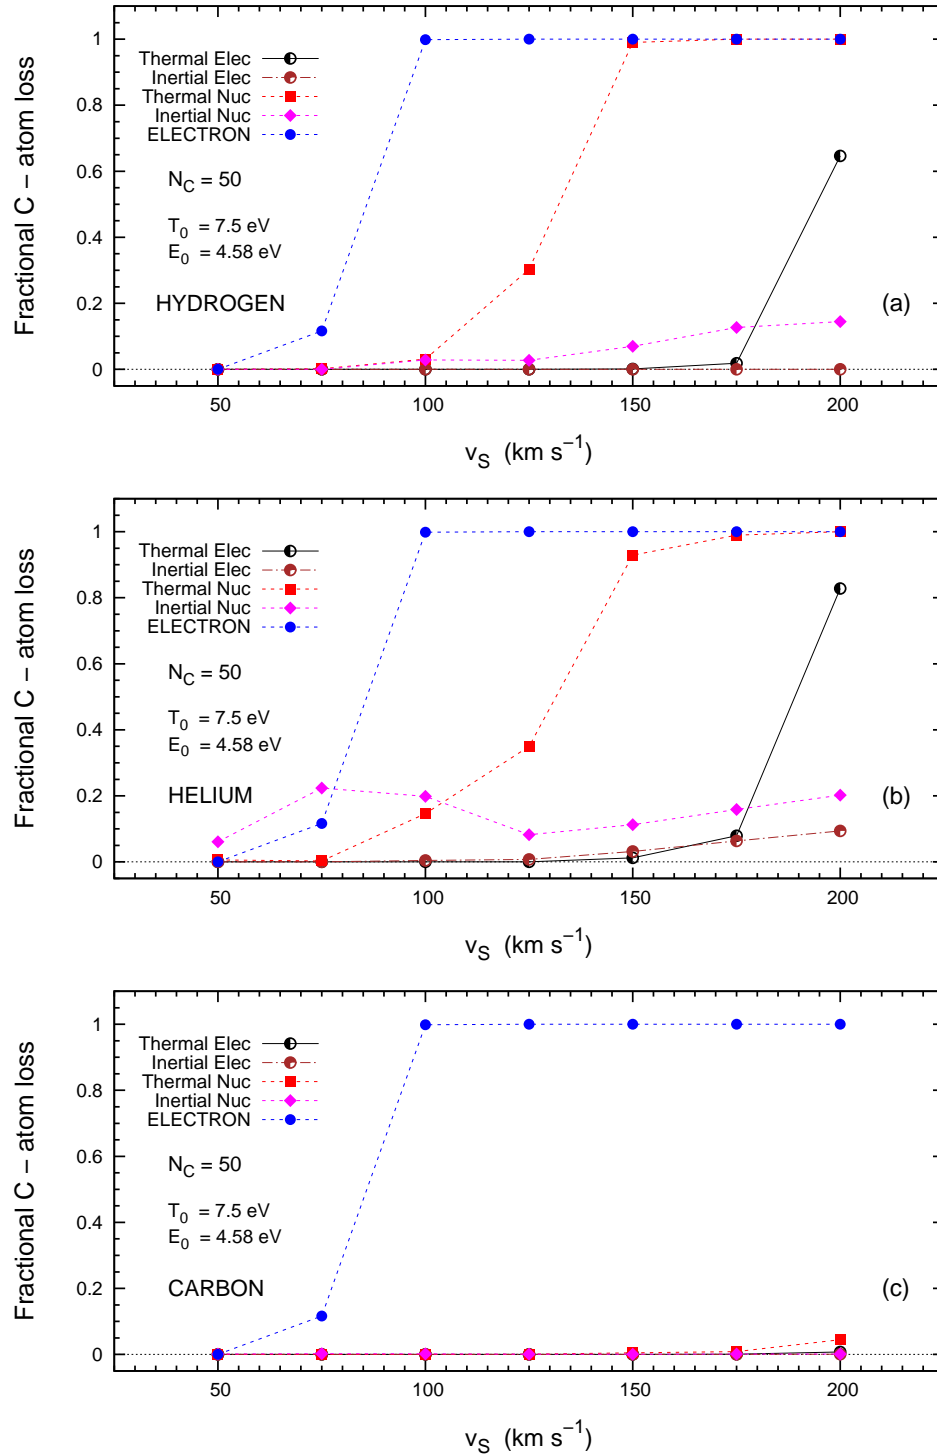 Fractional C − atom loss
1
0.8
0.6
0.4
0.2
0
Thermal Elec
Inertial Elec
Thermal Nuc
Inertial Nuc
ELECTRON
N_C = 50
T_0 = 7.5 eV
E_0 = 4.58 eV
HYDROGEN
(a)
50 100 150 200
v_S (km s^−1)
Fractional C − atom loss
1
0.8
0.6
0.4
0.2
0
Thermal Elec
Inertial Elec
Thermal Nuc
Inertial Nuc
ELECTRON
N_C = 50
T_0 = 7.5 eV
E_0 = 4.58 eV
HELIUM
(b)
50 100 150 200
v_S (km s^−1)
Fractional C − atom loss
1
0.8
0.6
0.4
0.2
0
Thermal Elec
Inertial Elec
Thermal Nuc
Inertial Nuc
ELECTRON
N_C = 50
T_0 = 7.5 eV
E_0 = 4.58 eV
CARBON
(c)
50 100 150 200
v_S (km s^−1)